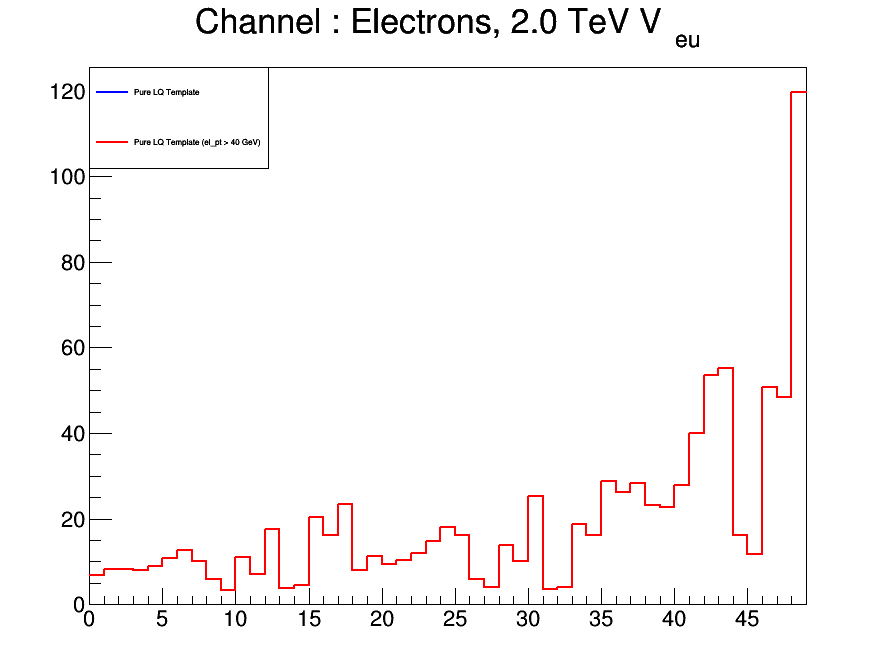 Channel : Electrons, 2.0 TeV V eu
120
Pure LQ Template
Pure LQ Template (el_pt > 40 GeV)
100
80
60
40
20
0
0 5 10 15 20 25 30 35 40 45